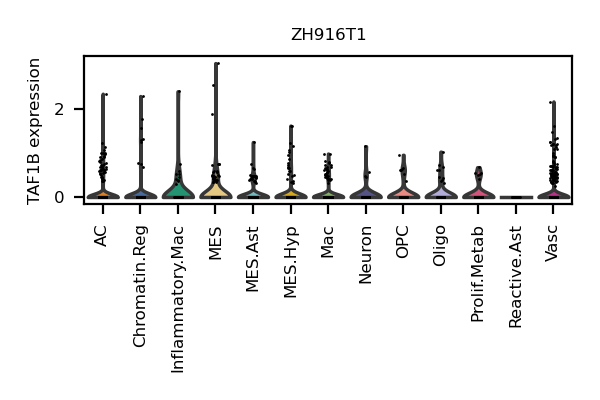 ZH916T1
TAF1B expression
2
0
AC
Chromatin.Reg
Inflammatory.Mac
MES
MES.Ast
MES.Hyp
Mac
Neuron
OPC
Oligo
Prolif.Metab
Reactive.Ast
Vasc